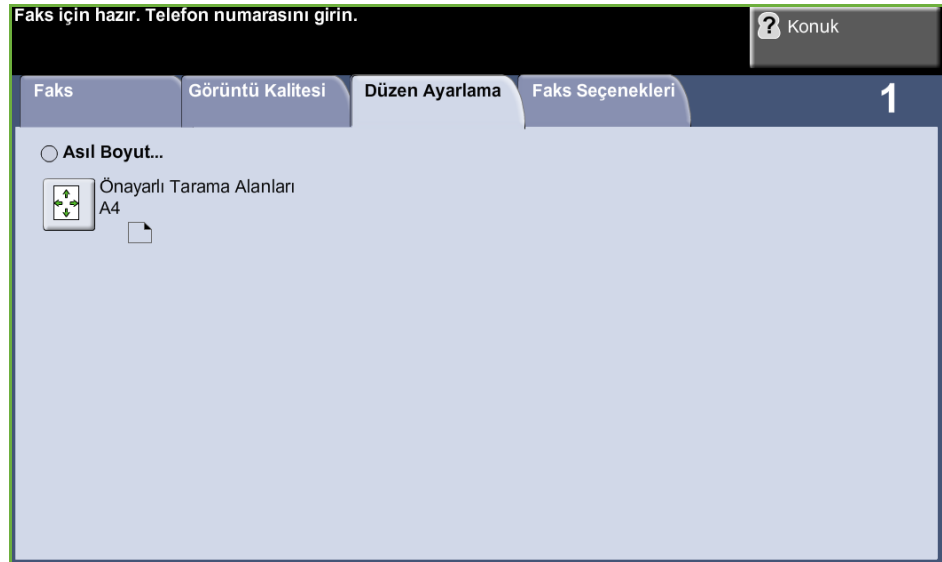 Faks için hazır. Telefon numarasını girin.
? Konuk
Faks
Görüntü Kalitesi
Düzen Ayarlama
Faks Seçenekleri
1
Asıl Boyut...
Önayarlı Tarama Alanları
A4